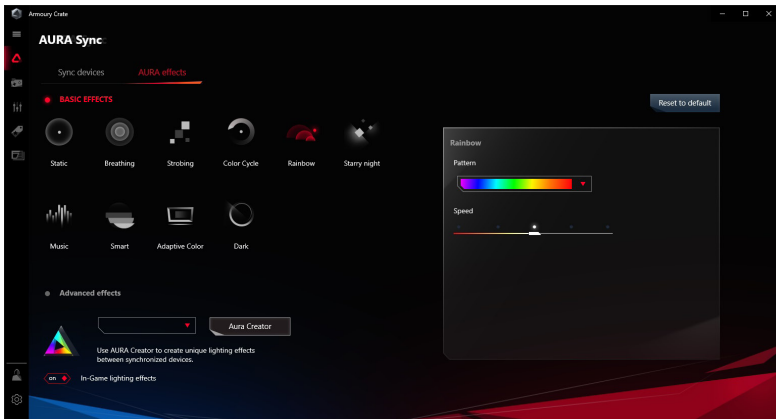 Armoury Crate
AURA Sync
Sync devices
AURA effects
BASIC EFFECTS
Reset to default
Static
Breathing
Strobing
Color Cycle
Rainbow
Starry night
Music
Smart
Adaptive Color
Dark
Rainbow
Pattern
Speed
Advanced effects
Aura Creator
Use AURA Creator to create unique lighting effects
between synchronized devices.
on
In-Game lighting effects